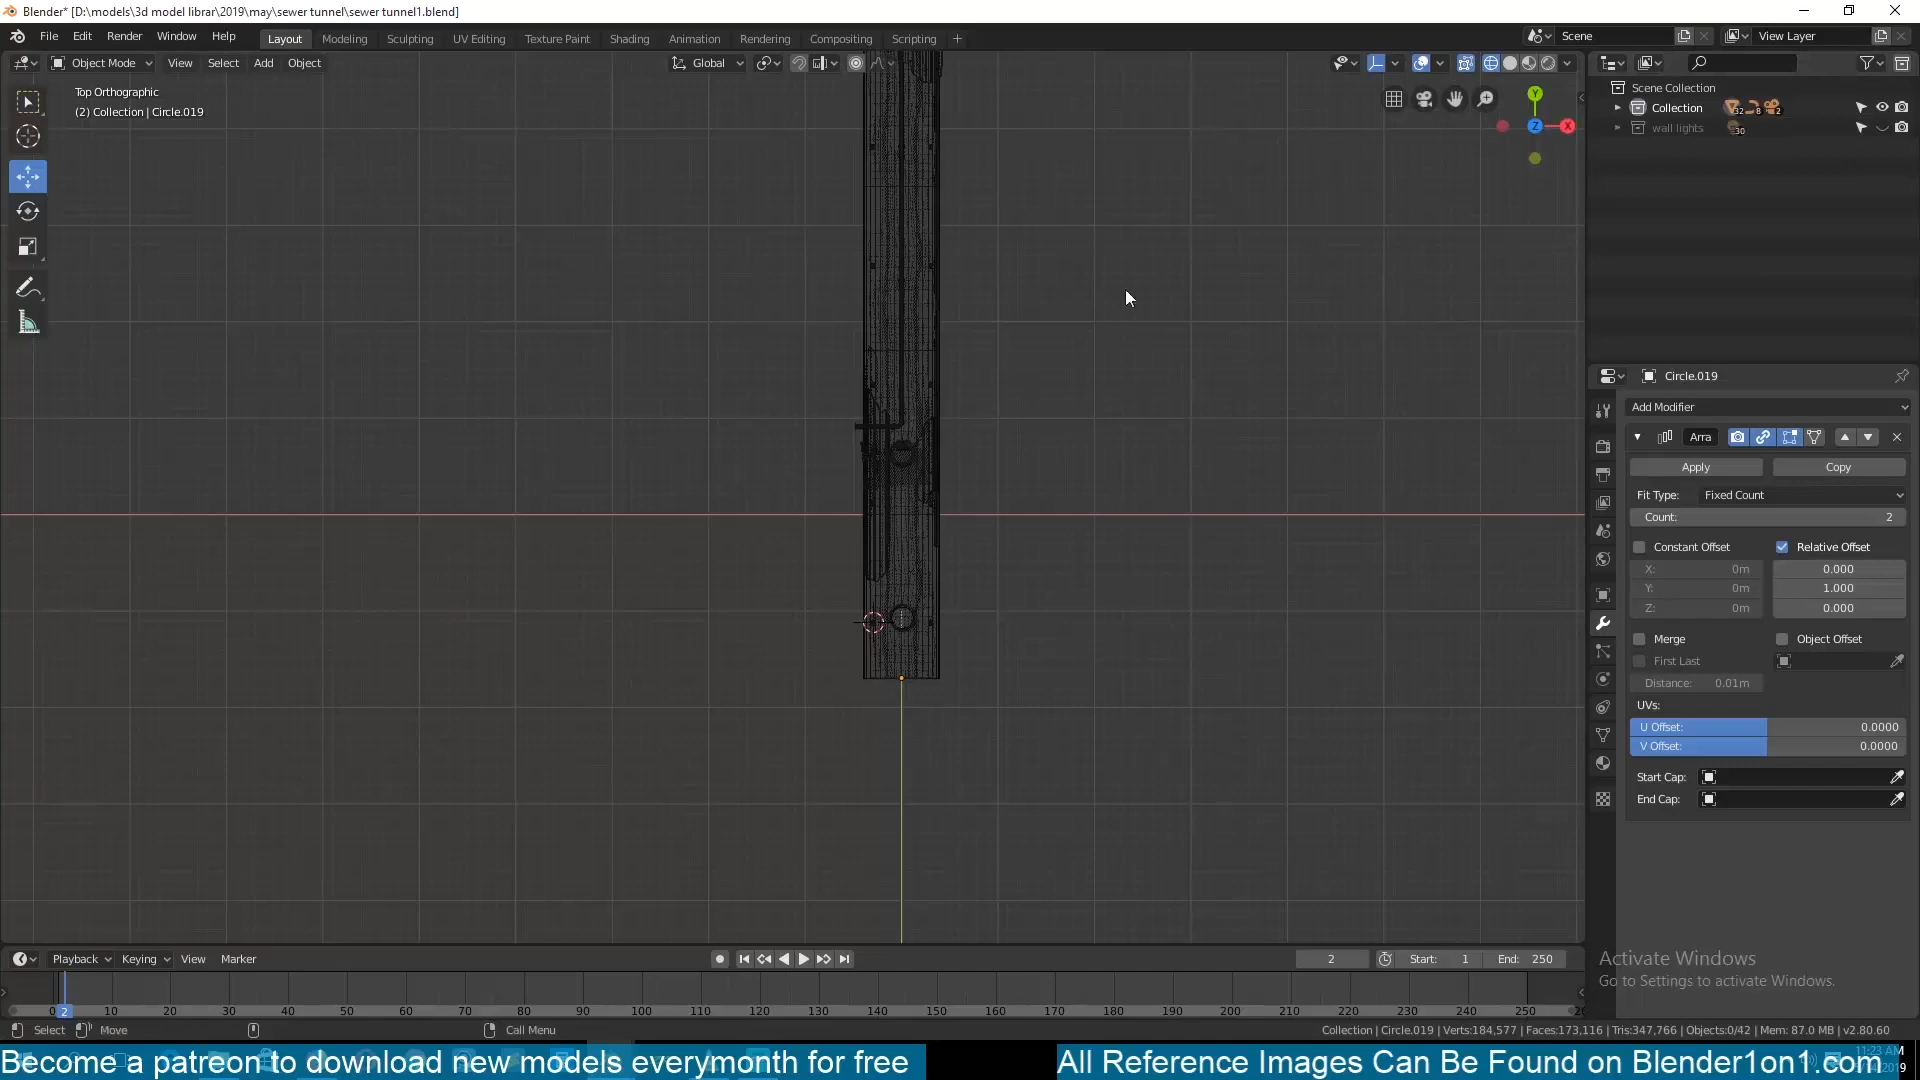 Blender* [D:\models\3d model librar\2019\may\sewer tunnel\sewer tunnel1.blend]
File Edit Render Window Help Layout Modeling Sculpting UV Editing Texture Paint Shading Animation Rendering Compositing Scripting + Scene View Layer
Object Mode View Select Add Object Global
Top Orthographic
(2) Collection | Circle.019
Y
Z
X
Scene Collection
Collection 32 8 2
wall lights 30
Circle.019
Add Modifier
Arra
Apply Copy
Fit Type: Fixed Count
Count: 2
Constant Offset Relative Offset
X: 0m 0.000
Y: 0m 1.000
Z: 0m 0.000
Merge Object Offset
First Last
Distance: 0.01m
UVs:
U Offset: 0.0000
V Offset: 0.0000
Start Cap:
End Cap:
Activate Windows
Go to Settings to activate Windows.
Playback Keying View Marker 2 Start: 1 End: 250
0 2 10 20 30 40 50 60 70 80 90 100 110 120 130 140 150 160 170 180 190 200 210 220 230 240 250
Select Move Call Menu Collection | Circle.019 | Verts:184,577 | Faces:173,116 | Tris:347,766 | Objects:0/42 | Mem: 87.0 MB | v2.80.60
Become a patreon to download new models everymonth for free
All Reference Images Can Be Found on Blender1on1.com
11:23 AM